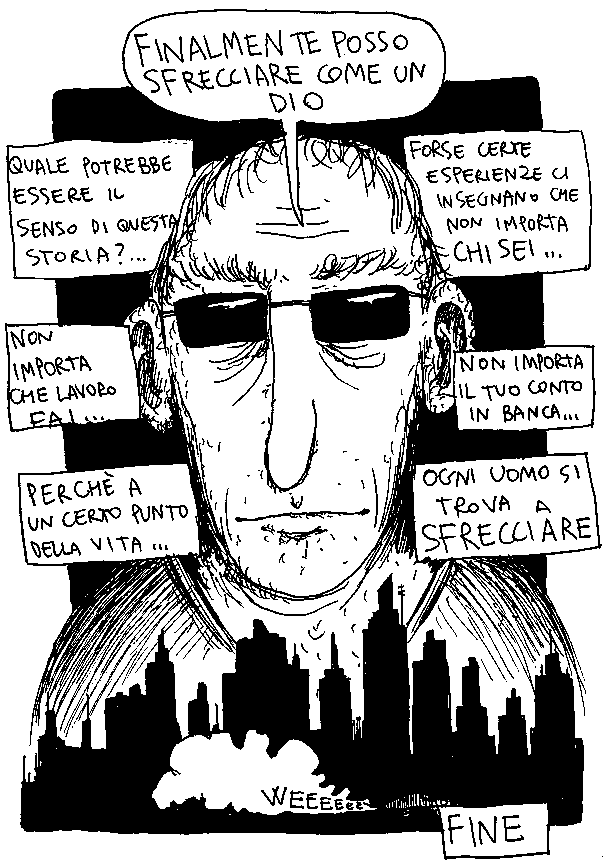 FINALMENTE POSSO
SFRECCIARE COME UN
DIO
QUALE POTREBBE
ESSERE IL
SENSO DI QUESTA
STORIA?...
FORSE CERTE
ESPERIENZE CI
INSEGNANO CHE
NON IMPORTA
CHI SEI...
NON
IMPORTA
CHE LAVORO
FAI...
NON IMPORTA
IL TUO CONTO
IN BANCA...
PERCHÈ A
UN CERTO PUNTO
DELLA VITA...
OGNI UOMO SI
TROVA A
SFRECCIARE
WEEEEeee
FINE